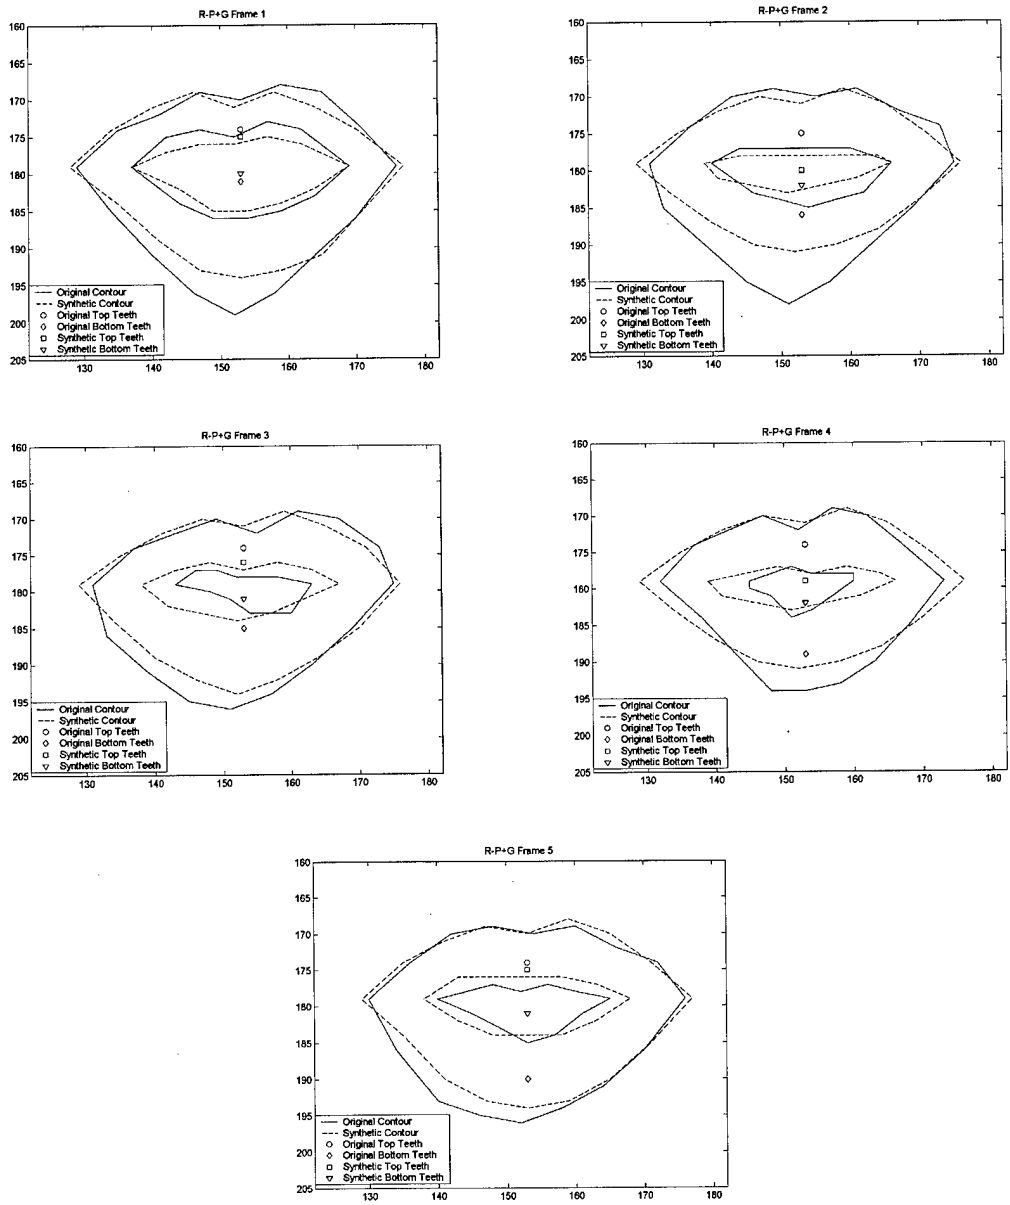 R-P+G Frame 1
160
165
170
175
180
185
190
195
200
205
130 140 150 160 170 180
Original Contour
Synthetic Contour
Original Top Teeth
Original Bottom Teeth
Synthetic Top Teeth
Synthetic Bottom Teeth
R-P+G Frame 2
160
165
170
175
180
185
190
195
200
205
130 140 150 160 170 180
Original Contour
Synthetic Contour
Original Top Teeth
Original Bottom Teeth
Synthetic Top Teeth
Synthetic Bottom Teeth
R-P+G Frame 3
160
165
170
175
180
185
190
195
200
205
130 140 150 160 170 180
Original Contour
Synthetic Contour
Original Top Teeth
Original Bottom Teeth
Synthetic Top Teeth
Synthetic Bottom Teeth
R-P+G Frame 4
160
165
170
175
180
185
190
195
200
205
130 140 150 160 170 180
Original Contour
Synthetic Contour
Original Top Teeth
Original Bottom Teeth
Synthetic Top Teeth
Synthetic Bottom Teeth
R-P+G Frame 5
160
165
170
175
180
185
190
195
200
205
130 140 150 160 170 180
Original Contour
Synthetic Contour
Original Top Teeth
Original Bottom Teeth
Synthetic Top Teeth
Synthetic Bottom Teeth